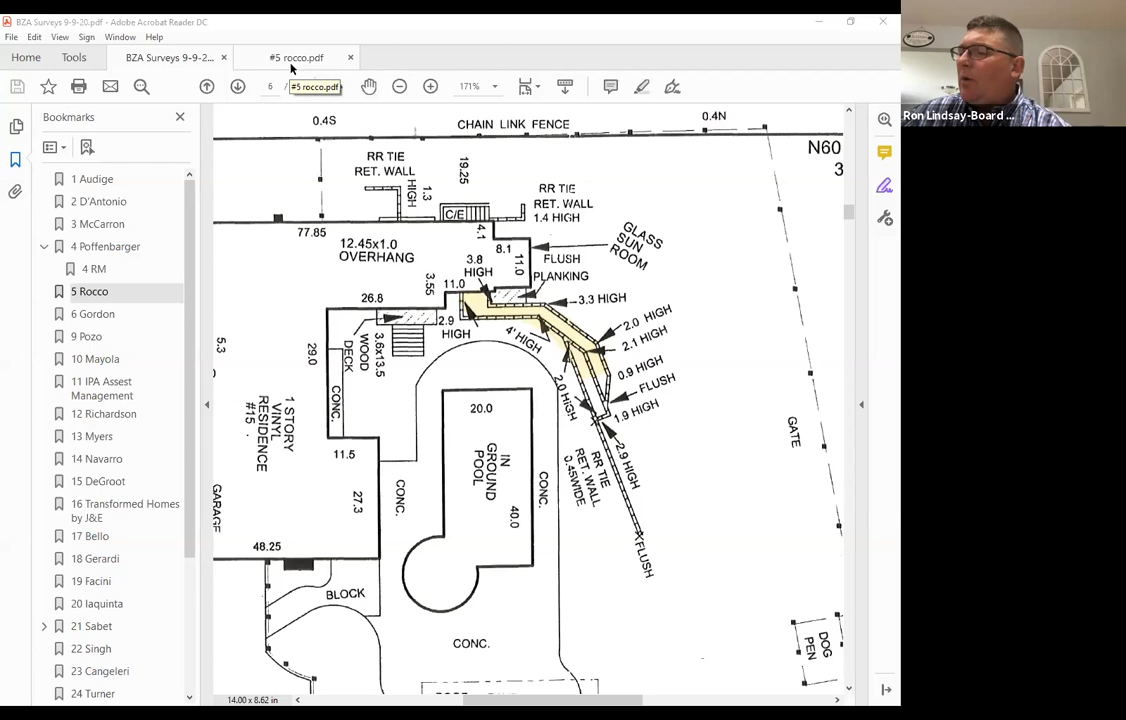 BZA Surveys 9-9-20.pdf - Adobe Acrobat Reader DC
File Edit View Sign Window Help
Home Tools BZA Surveys 9-9-2... × #5 rocco.pdf ×
6 / #5 rocco.pdf 171%
Bookmarks ×
1 Audige
2 D'Antonio
3 McCarron
4 Poffenbarger
4 RM
5 Rocco
6 Gordon
9 Pozo
10 Mayola
11 IPA Assest
Management
12 Richardson
13 Myers
14 Navarro
15 DeGroot
16 Transformed Homes
by J&E
17 Bello
18 Gerardi
19 Facini
20 Iaquinta
21 Sabet
22 Singh
23 Cangeleri
24 Turner
0.4S CHAIN LINK FENCE 0.4N
N60
3
RR TIE
RET. WALL
1.3
HIGH
19.25
RR TIE
RET. WALL
1.4 HIGH
C/E
77.85
4.1
8.1
11.0
GLASS
SUN
ROOM
12.45x1.0
OVERHANG
FLUSH
PLANKING
3.8
HIGH
11.0
3.55
3.3 HIGH
26.8
2.9
HIGH
4' HIGH
2.0 HIGH
2.1 HIGH
0.9 HIGH
FLUSH
1.9 HIGH
2.0 HIGH
2.9 HIGH
WOOD
DECK
3.6x13.5
5.3
29.0
CONC.
1 STORY
VINYL
RESIDENCE
#15
11.5
27.3
48.25
GARAGE
CONC.
20.0
IN
GROUND
POOL
40.0
CONC.
RR TIE
RET. WALL
0.45WIDE
FLUSH
GATE
BLOCK
CONC.
DOG
PEN
14.00 x 8.62 in
Ron Lindsay-Board ...